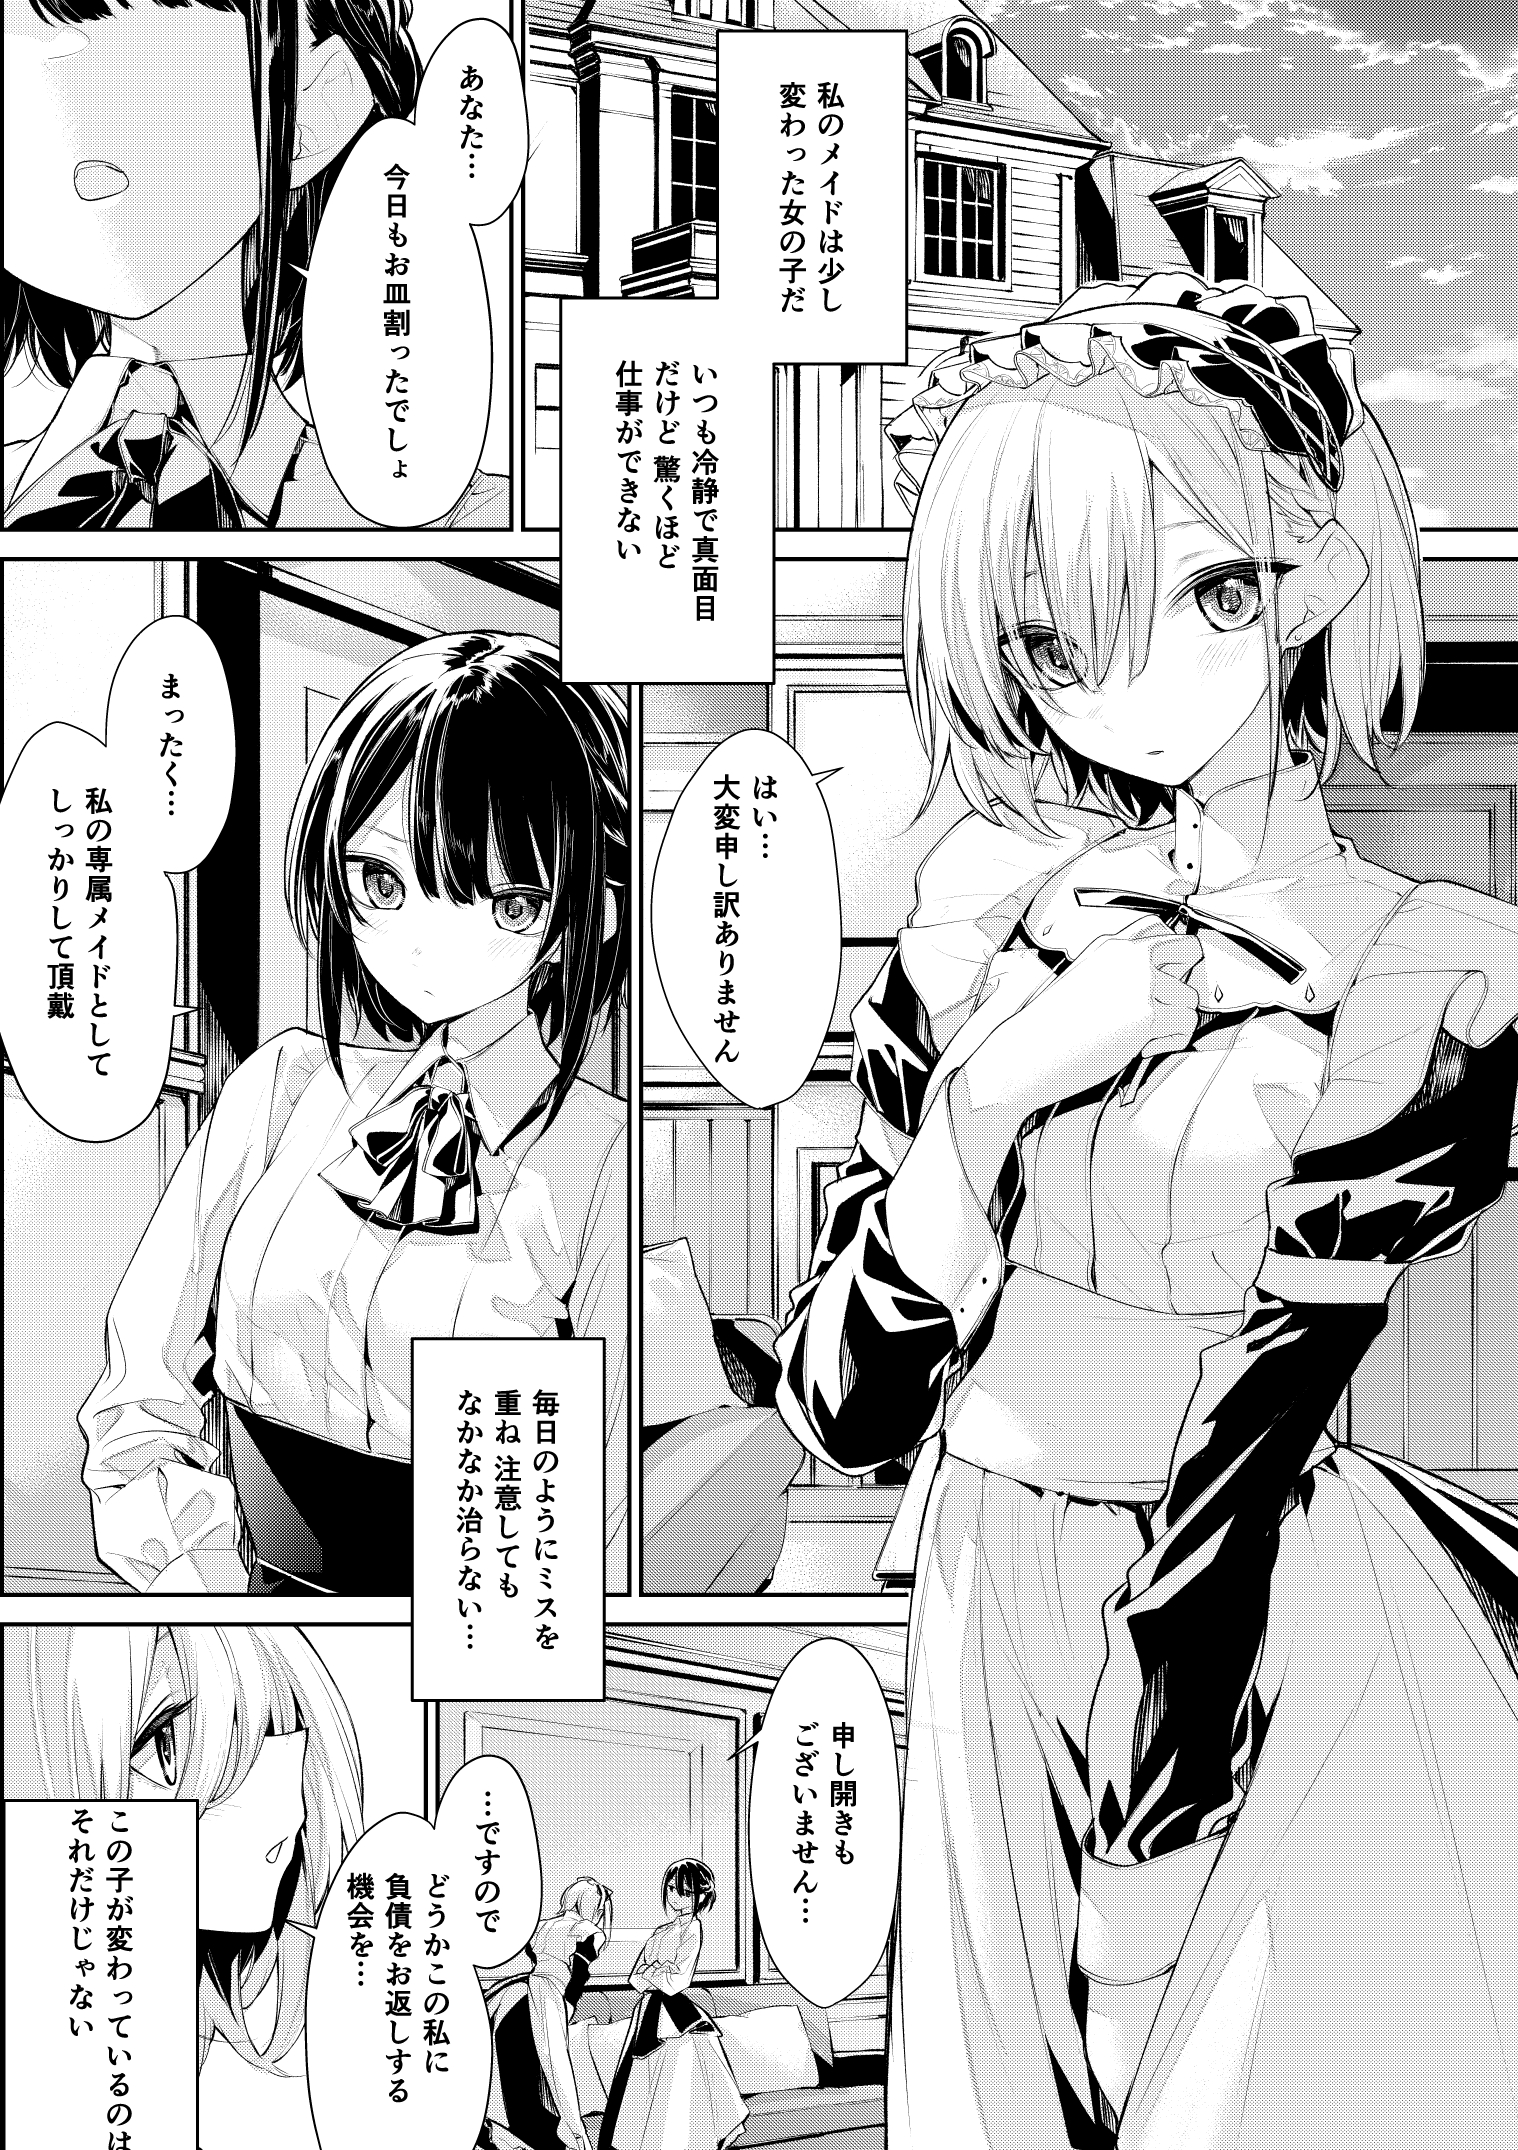 私のメイドは少し
変わった女の子だ
いつも冷静で真面目
だけど 驚くほど
仕事ができない
あなた…
今日もお皿割ったでしょ
はい…
大変申し訳ありません
まったく…
私の専属メイドとして
しっかりして頂戴
毎日のようにミスを
重ね 注意しても
なかなか治らない…
申し開きも
ございません…
…ですので
どうかこの私に
負債をお返しする
機会を…
この子が変わっているのは
それだけじゃない